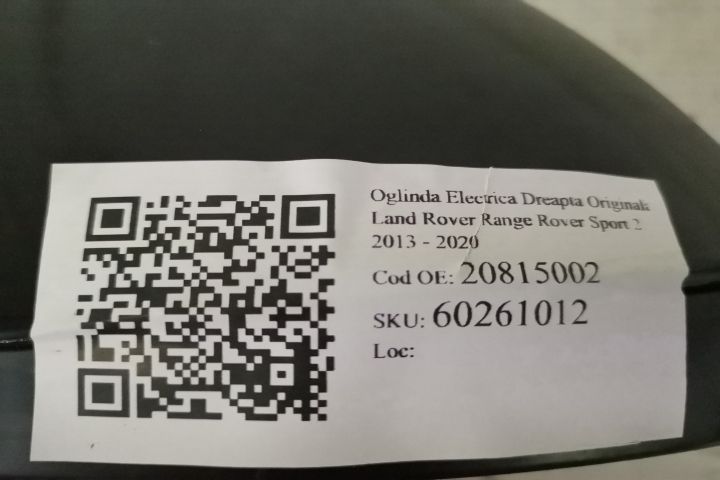 Oglinda Electrica Dreapta Originala
Land Rover Range Rover Sport 2
2013 - 2020
Cod OE: 20815002
SKU: 60261012
Loc: